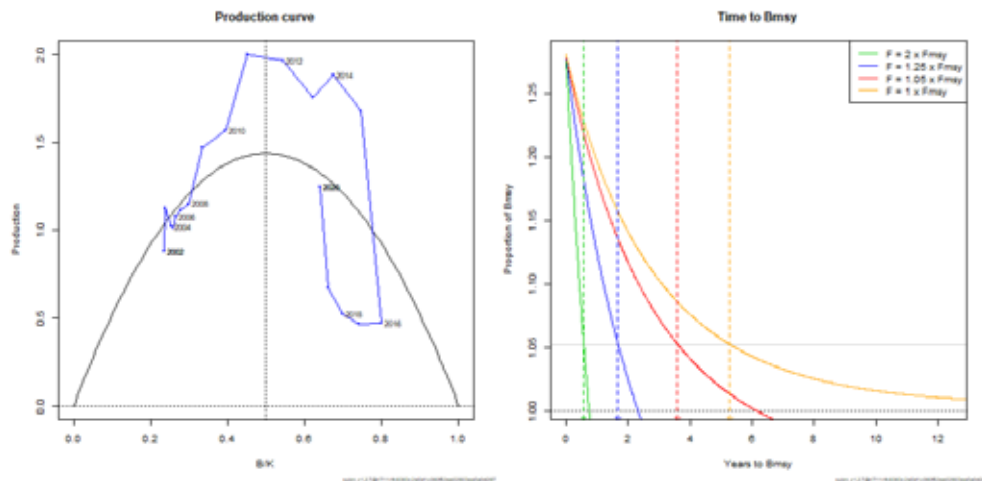 Production curve
Production
2.0
1.5
1.0
0.5
0.0
2012
2014
2010
2008
2006
2004
2002
2018
2016
0.0 0.2 0.4 0.6 0.8 1.0
B/K
Time to Bmsy
Proportion of Bmsy
1.25
1.20
1.15
1.10
1.05
1.00
F = 2 x Fmsy
F = 1.25 x Fmsy
F = 1.05 x Fmsy
F = 1 x Fmsy
0 2 4 6 8 10 12
Years to Bmsy